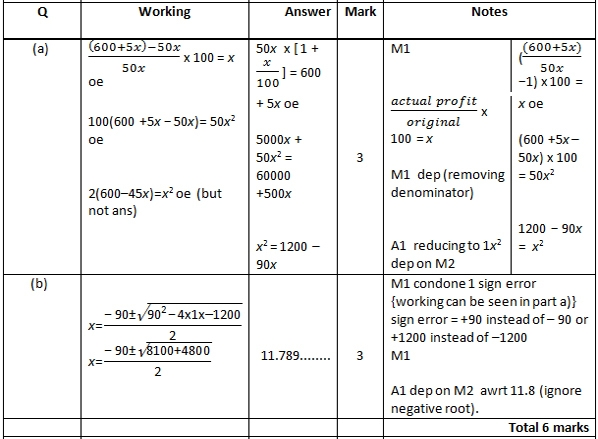 Q Working Answer Mark Notes
(a)
(600+5x)−50x
50x
x 100 = x
oe
100(600 +5x – 50x)= 50x²
oe
2(600–45x)=x² oe (but
not ans)
50x x [1 +
x
100
] = 600
+ 5x oe
5000x +
50x² =
60000
+500x
x² = 1200 –
90x
3
M1
actual profit
original
x
100 = x
M1 dep (removing
denominator)
A1 reducing to 1x²
dep on M2
(
(600+5x)
50x
–1) x 100 =
x oe
(600 +5x–
50x) x 100
= 50x²
1200 – 90x
= x²
(b)
x=
– 90±√90² – 4x1x–1200
2
x=
– 90±√8100+4800
2
11.789........
3
M1 condone 1 sign error
{working can be seen in part a)}
sign error = +90 instead of – 90 or
+1200 instead of –1200
M1
A1 dep on M2 awrt 11.8 (ignore
negative root).
Total 6 marks